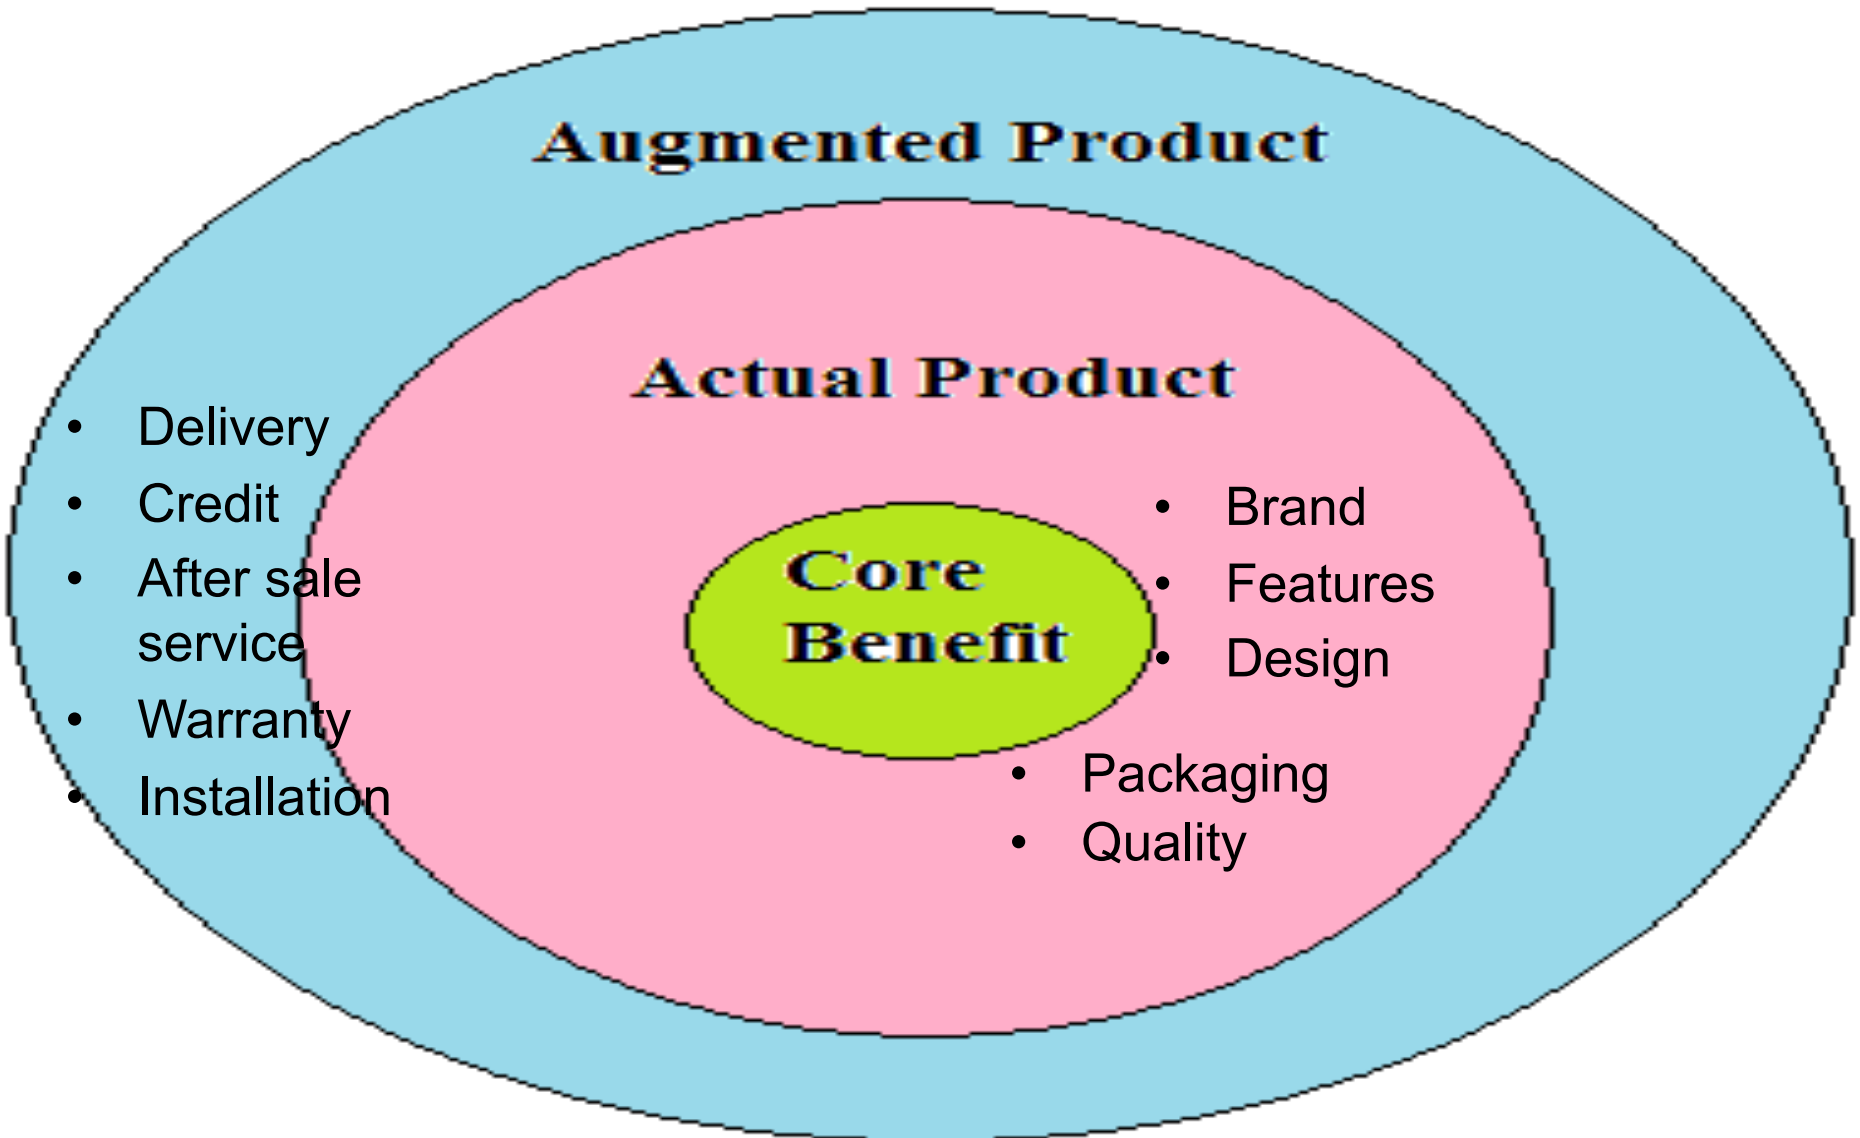 Augmented Product
Actual Product
• Delivery
• Credit
• After sale
service
• Warranty
• Installation
Core
Benefit
• Brand
• Features
• Design
• Packaging
• Quality